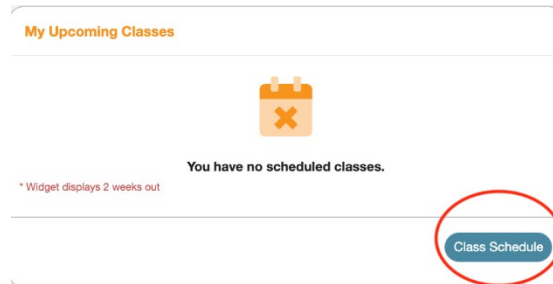 My Upcoming Classes
You have no scheduled classes.
* Widget displays 2 weeks out
Class Schedule